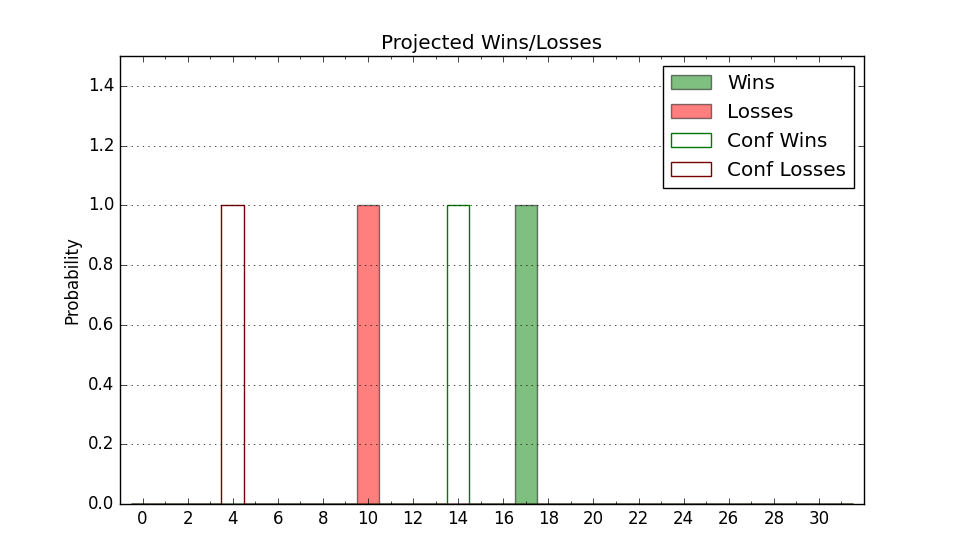 Projected Wins/Losses
Wins
Losses
Conf Wins
Conf Losses
Probability
1.4
1.2
1.0
0.8
0.6
0.4
0.2
0.0
0 2 4 6 8 10 12 14 16 18 20 22 24 26 28 30